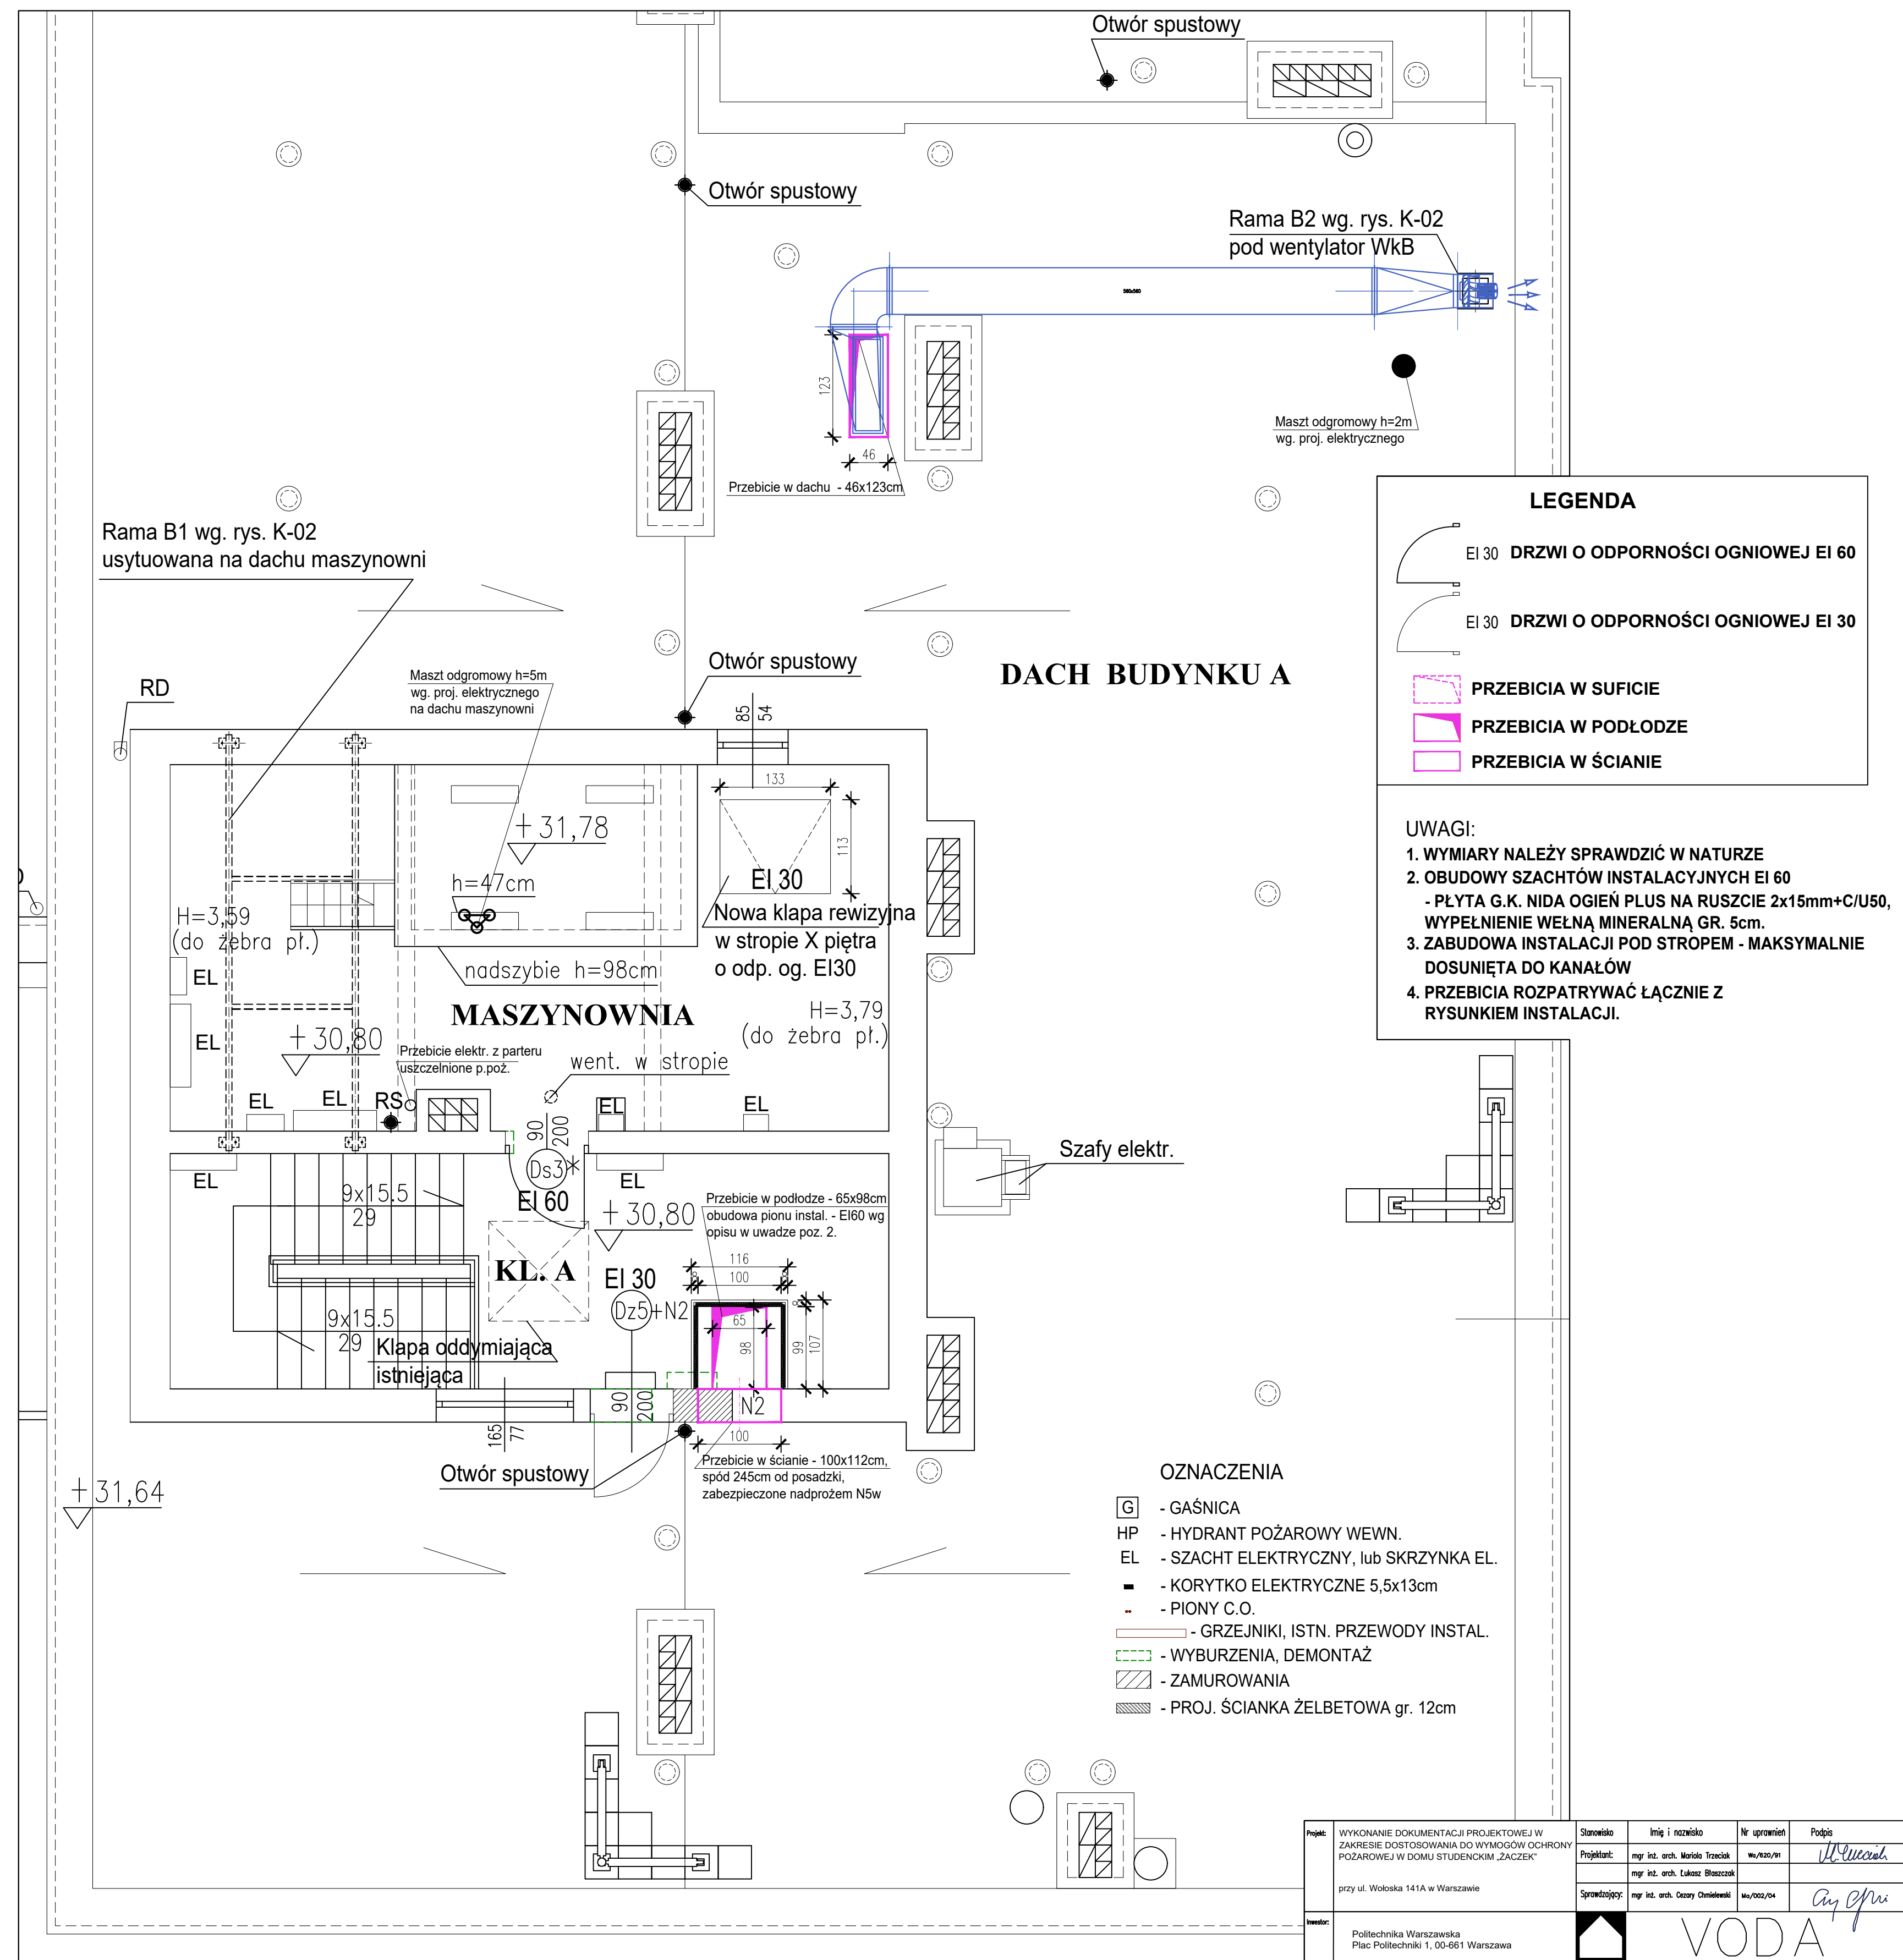 Otwór spustowy
Otwór spustowy
Rama B2 wg. rys. K-02
pod wentylator WkB
560x560
123
46
Przebicie w dachu - 46x123cm
Maszt odgromowy h=2m
wg. proj. elektrycznego
Rama B1 wg. rys. K-02
usytuowana na dachu maszynowni
RD
Maszt odgromowy h=5m
wg. proj. elektrycznego
na dachu maszynowni
Otwór spustowy
85
54
DACH BUDYNKU A
LEGENDA
EI 30 DRZWI O ODPORNOŚCI OGNIOWEJ EI 60
EI 30 DRZWI O ODPORNOŚCI OGNIOWEJ EI 30
PRZEBICIA W SUFICIE
PRZEBICIA W PODŁODZE
PRZEBICIA W ŚCIANIE
UWAGI:
1. WYMIARY NALEŻY SPRAWDZIĆ W NATURZE
2. OBUDOWY SZACHTÓW INSTALACYJNYCH EI 60
- PŁYTA G.K. NIDA OGIEŃ PLUS NA RUSZCIE 2x15mm+C/U50,
WYPEŁNIENIE WEŁNĄ MINERALNĄ GR. 5cm.
3. ZABUDOWA INSTALACJI POD STROPEM - MAKSYMALNIE
DOSUNIĘTA DO KANAŁÓW
4. PRZEBICIA ROZPATRYWAĆ ŁĄCZNIE Z
RYSUNKIEM INSTALACJI.
133
113
+31,78
h=47cm
EI 30
Nowa klapa rewizyjna
w stropie X piętra
o odp. og. EI30
H=3,59
(do żebra pł.)
nadszybie h=98cm
MASZYNOWNIA
H=3,79
(do żebra pł.)
EL
EL
+30,80
Przebicie elektr. z parteru
uszczelnione p.poż.
went. w stropie
EL
EL
RS
EL
EL
90
200
Ds3
EI 60
EL
EL
9x15.5
29
+30,80
Przebicie w podłodze - 65x98cm
obudowa pionu instal. - EI60 wg
opisu w uwadze poz. 2.
Szafy elektr.
KL. A
EI 30
Dz5+N2
116
8
100
8
65
98
8
99
107
9x15.5
29
Klapa oddymiająca
istniejąca
90
200
N2
165
77
100
Otwór spustowy
Przebicie w ścianie - 100x112cm,
spód 245cm od posadzki,
zabezpieczone nadprożem N5w
+31,64
OZNACZENIA
G - GAŚNICA
HP - HYDRANT POŻAROWY WEWN.
EL - SZACHT ELEKTRYCZNY, lub SKRZYNKA EL.
- KORYTKO ELEKTRYCZNE 5,5x13cm
- PIONY C.O.
- GRZEJNIKI, ISTN. PRZEWODY INSTAL.
- WYBURZENIA, DEMONTAŻ
- ZAMUROWANIA
- PROJ. ŚCIANKA ŻELBETOWA gr. 12cm
Projekt:
WYKONANIE DOKUMENTACJI PROJEKTOWEJ W
ZAKRESIE DOSTOSOWANIA DO WYMOGÓW OCHRONY
POŻAROWEJ W DOMU STUDENCKIM „ŻACZEK"
przy ul. Wołoska 141A w Warszawie
Stanowisko Imię i nazwisko Nr uprawnień Podpis
Projektant: mgr inż. arch. Mariola Trzeciak Wa/820/91
mgr inż. arch. Łukasz Błaszczak
Sprawdzający: mgr inż. arch. Cezary Chmielewski Ma/002/04
Inwestor:
Politechnika Warszawska
Plac Politechniki 1, 00-661 Warszawa
VODA